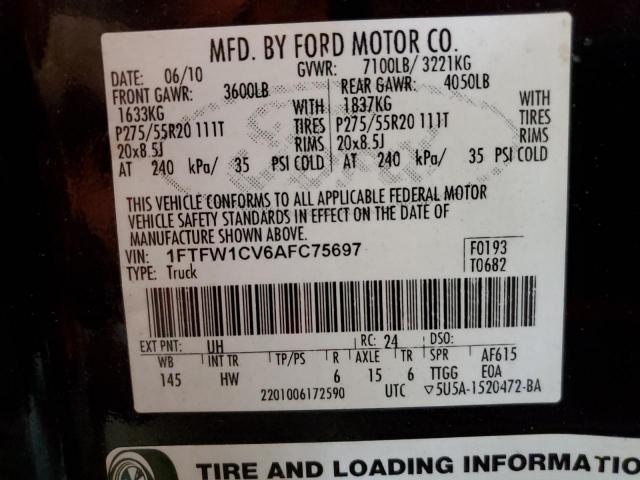 MFD. BY FORD MOTOR CO.
DATE: 06/10 GVWR: 7100LB/ 3221KG
FRONT GAWR: 3600LB REAR GAWR: 4050LB
1633KG WITH 1837KG WITH
P275/55R20 111T TIRES P275/55R20 111T TIRES
20x8.5J RIMS 20x8.5J RIMS
AT 240 kPa/ 35 PSI COLD AT 240 kPa/ 35 PSI COLD
THIS VEHICLE CONFORMS TO ALL APPLICABLE FEDERAL MOTOR
VEHICLE SAFETY STANDARDS IN EFFECT ON THE DATE OF
MANUFACTURE SHOWN ABOVE.
VIN: 1FTFW1CV6AFC75697 F0193
TYPE: Truck T0682
EXT PNT: UH RC: 24 DSO:
WB INT TR TP/PS R AXLE TR SPR AF615
145 HW 6 15 6 TTGG E0A
2201006172590 UTC ▽5U5A-1520472-BA
TIRE AND LOADING INFORMATIO